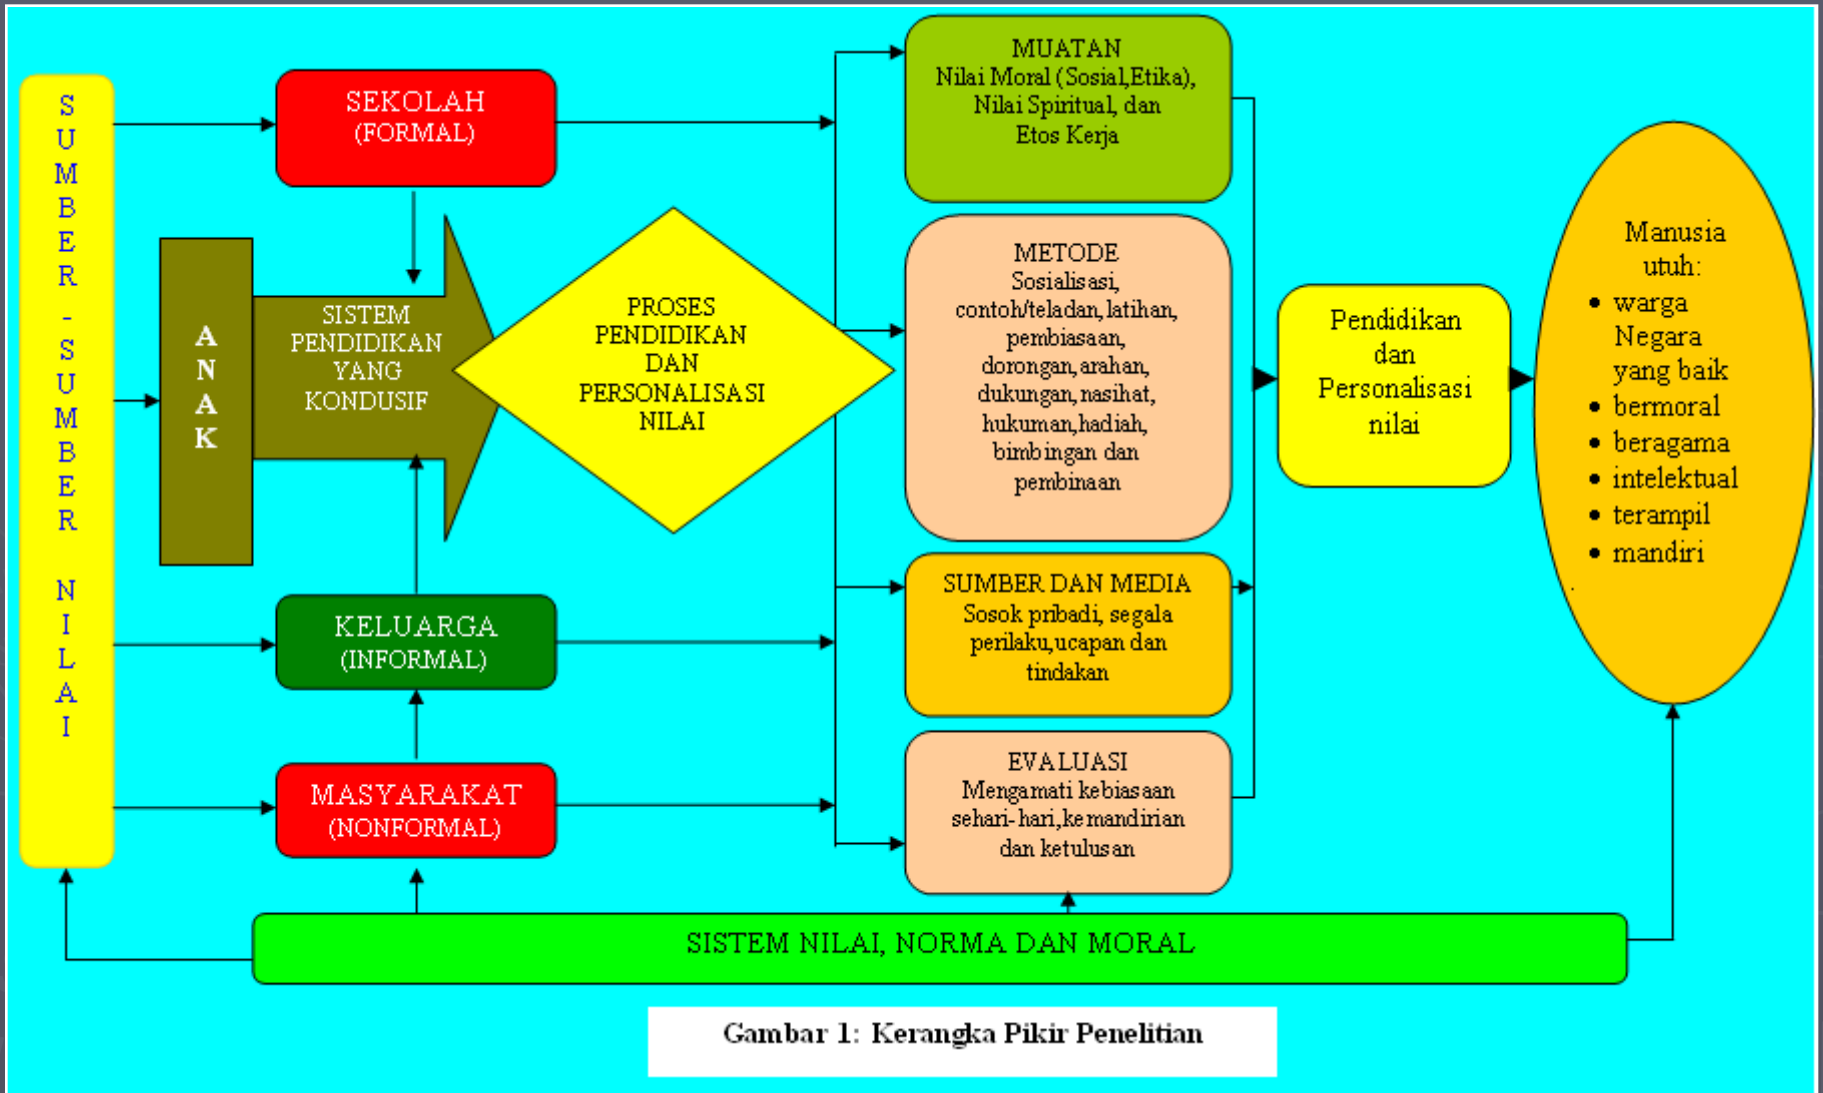 SUMBER-SUMBER NILAI
SEKOLAH
(FORMAL)
ANAK
SISTEM
PENDIDIKAN
YANG
KONDUSIF
PROSES
PENDIDIKAN
DAN
PERSONALISASI
NILAI
KELUARGA
(INFORMAL)
MASYARAKAT
(NONFORMAL)
MUATAN
Nilai Moral (Sosial,Etika),
Nilai Spiritual, dan
Etos Kerja
METODE
Sosialisasi,
contoh/teladan, latihan,
pembiasaan,
dorongan, arahan,
dukungan, nasihat,
hukuman,hadiah,
bimbingan dan
pembinaan
SUMBER DAN MEDIA
Sosok pribadi, segala
perilaku,ucapan dan
tindakan
EVALUASI
Mengamati kebiasaan
sehari-hari,kemandirian
dan ketulusan
Pendidikan
dan
Personalisasi
nilai
Manusia
utuh:
• warga
Negara
yang baik
• bermoral
• beragama
• intelektual
• terampil
• mandiri
SISTEM NILAI, NORMA DAN MORAL
Gambar 1: Kerangka Pikir Penelitian